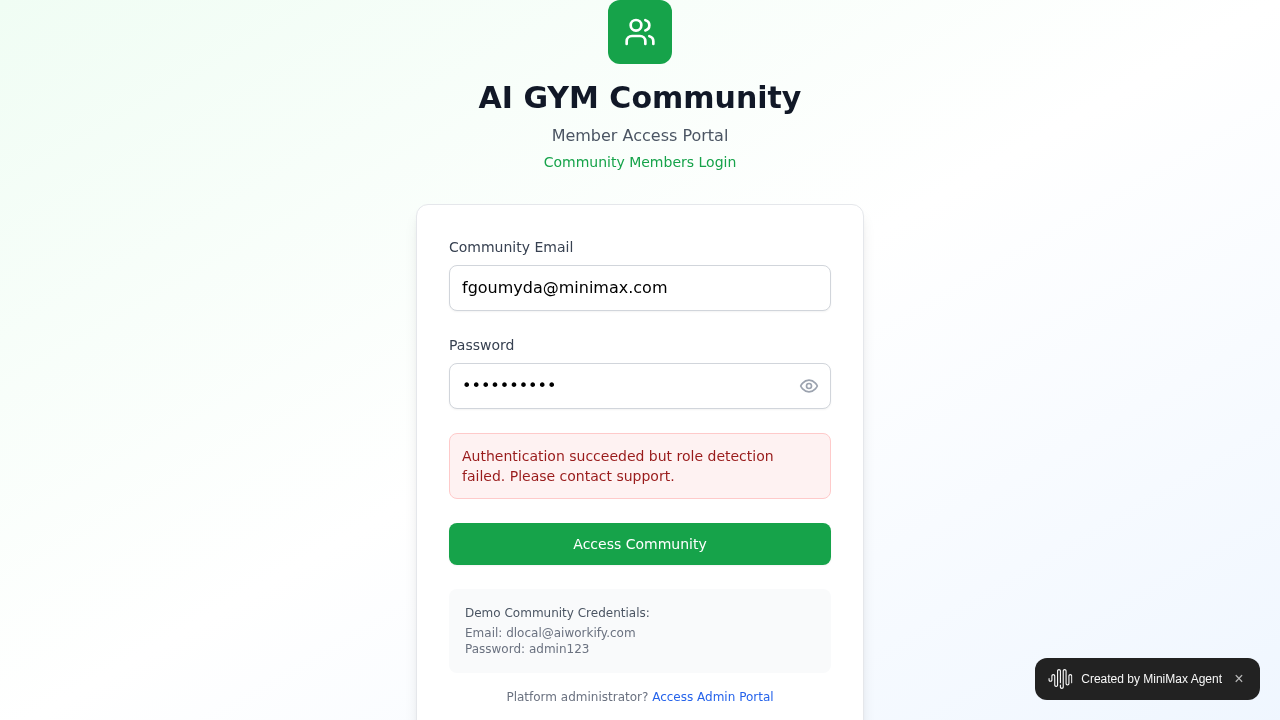 AI GYM Community
Member Access Portal
Community Members Login
Community Email
fgoumyda@minimax.com
Password
••••••••••
Authentication succeeded but role detection
failed. Please contact support.
Access Community
Demo Community Credentials:
Email: dlocal@aiworkify.com
Password: admin123
Platform administrator? Access Admin Portal
Created by MiniMax Agent ×